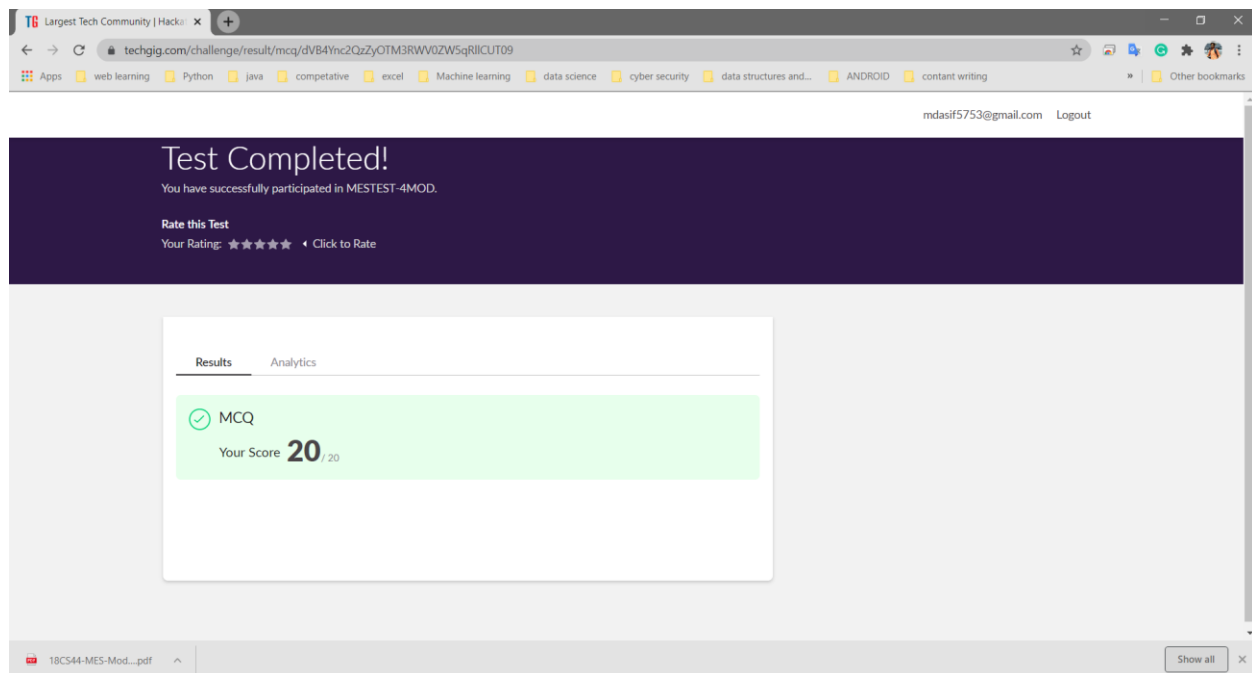 TG Largest Tech Community | Hacka
techgig.com/challenge/result/mcq/dVB4Ync2QzZyOTM3RWV0ZW5qRllCUT09
Apps web learning Python java competative excel Machine learning data science cyber security data structures and... ANDROID contant writing » Other bookmarks
mdasif5753@gmail.com Logout
Test Completed!
You have successfully participated in MESTEST-4MOD.
Rate this Test
Your Rating: Click to Rate
Results Analytics
MCQ
Your Score 20 / 20
18CS44-MES-Mod....pdf Show all